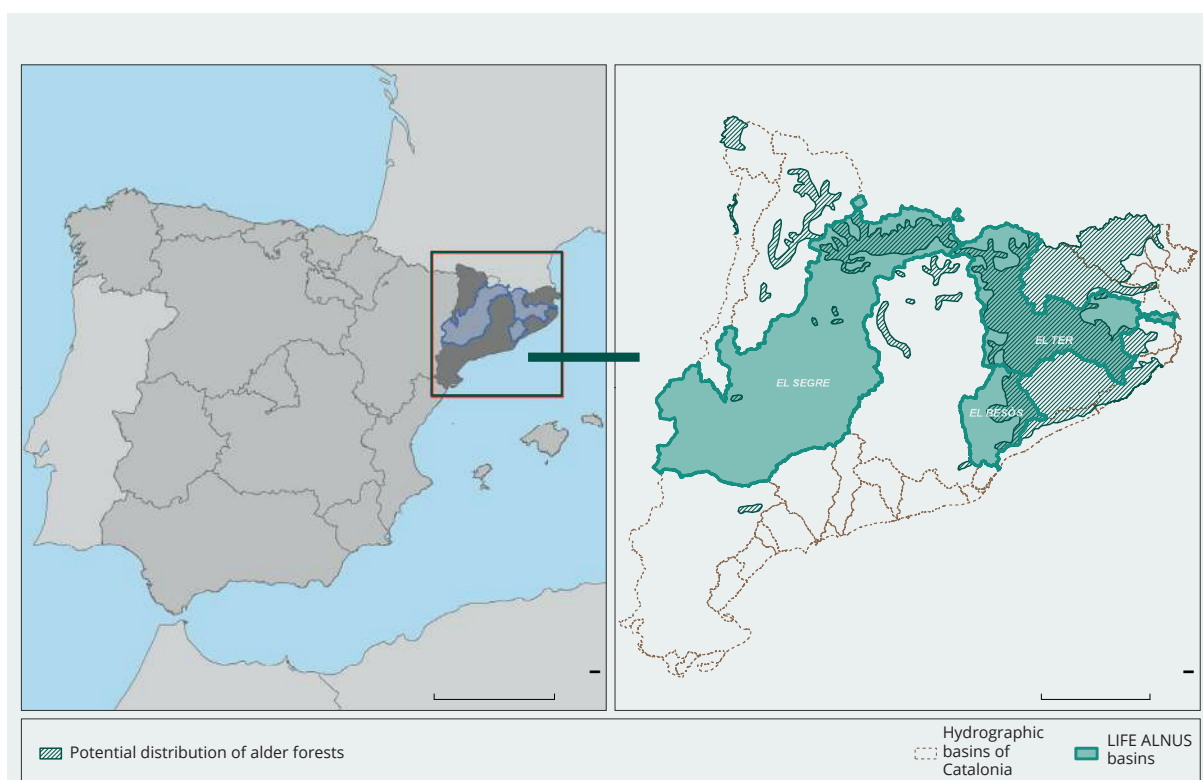 EL TER
EL SEGRE
EL BESÒS
Potential distribution of alder forests
Hydrographic
basins of
Catalonia
LIFE ALNUS
basins